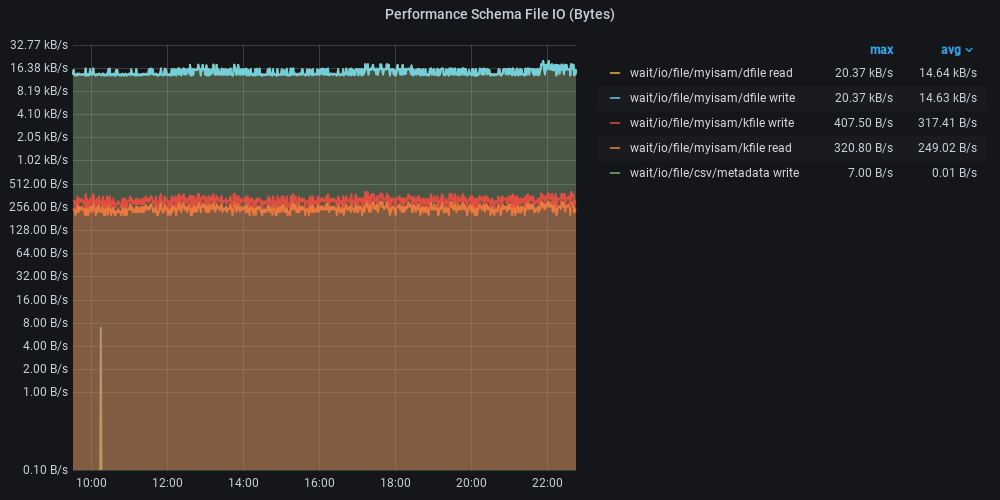 Performance Schema File IO (Bytes)
32.77 kB/s
16.38 kB/s
8.19 kB/s
4.10 kB/s
2.05 kB/s
1.02 kB/s
512.00 B/s
256.00 B/s
128.00 B/s
64.00 B/s
32.00 B/s
16.00 B/s
8.00 B/s
4.00 B/s
2.00 B/s
1.00 B/s
0.10 B/s
10:00 12:00 14:00 16:00 18:00 20:00 22:00
max avg
wait/io/file/myisam/dfile read 20.37 kB/s 14.64 kB/s
wait/io/file/myisam/dfile write 20.37 kB/s 14.63 kB/s
wait/io/file/myisam/kfile write 407.50 B/s 317.41 B/s
wait/io/file/myisam/kfile read 320.80 B/s 249.02 B/s
wait/io/file/csv/metadata write 7.00 B/s 0.01 B/s